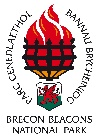 PARC CENEDLAETHOL BANNAU BRYCHEINIOG
BRECON BEACONS
NATIONAL PARK